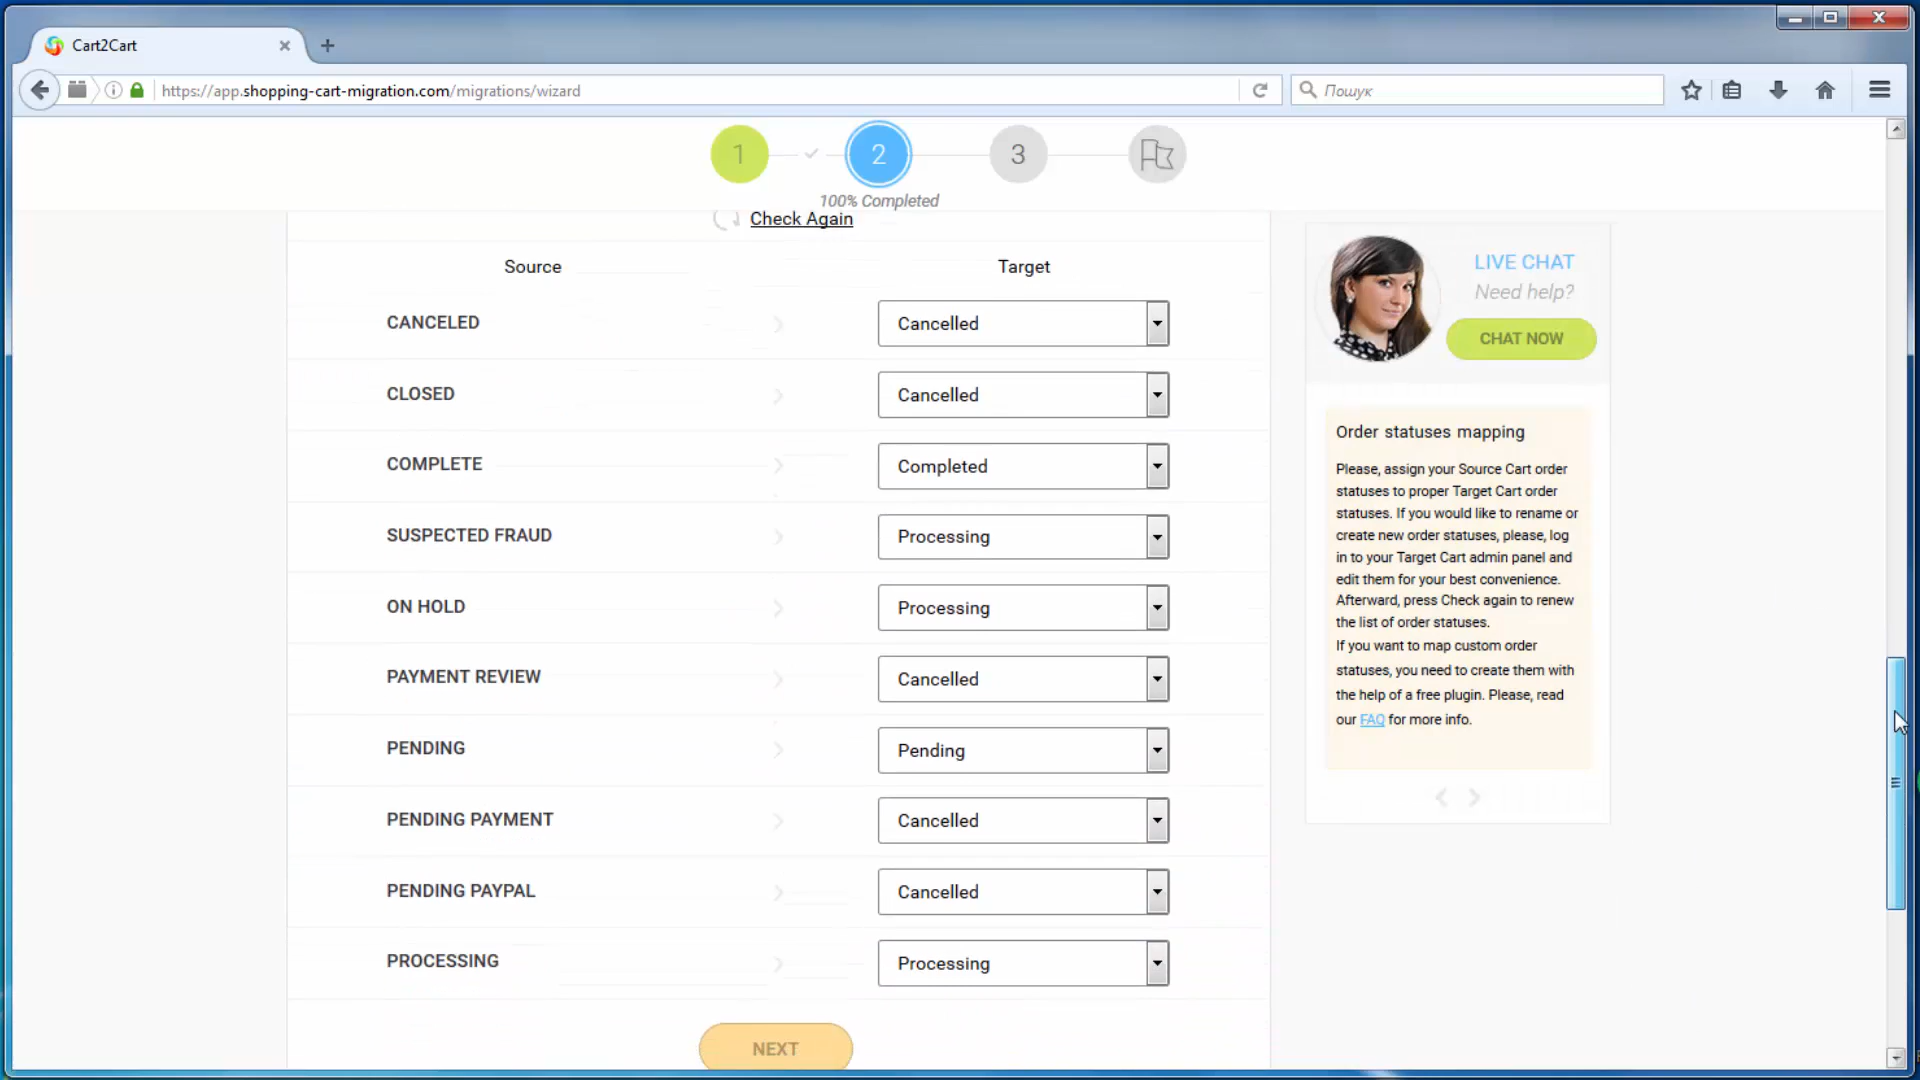 Cart2Cart
https://app.shopping-cart-migration.com/migrations/wizard
Пошук
1
2
3
100% Completed
Check Again
Source
Target
CANCELED
Cancelled
CLOSED
Cancelled
COMPLETE
Completed
SUSPECTED FRAUD
Processing
ON HOLD
Processing
PAYMENT REVIEW
Cancelled
PENDING
Pending
PENDING PAYMENT
Cancelled
PENDING PAYPAL
Cancelled
PROCESSING
Processing
NEXT
LIVE CHAT
Need help?
CHAT NOW
Order statuses mapping
Please, assign your Source Cart order
statuses to proper Target Cart order
statuses. If you would like to rename or
create new order statuses, please, log
in to your Target Cart admin panel and
edit them for your best convenience.
Afterward, press Check again to renew
the list of order statuses.
If you want to map custom order
statuses, you need to create them with
the help of a free plugin. Please, read
our FAQ for more info.